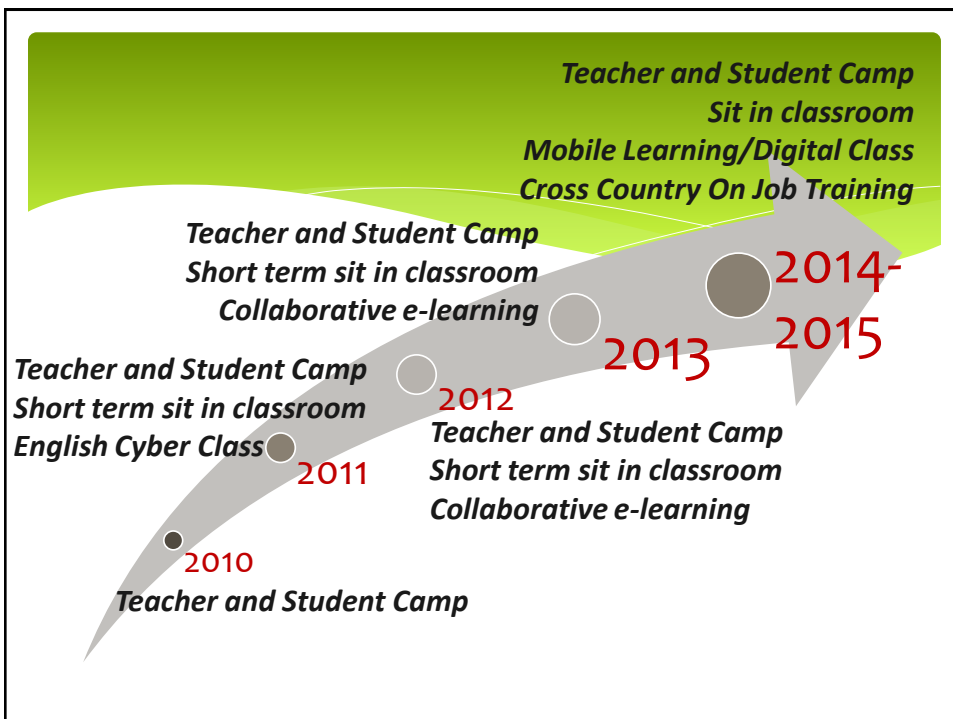 Teacher and Student Camp
Sit in classroom
Mobile Learning/Digital Class
Cross Country On Job Training
Teacher and Student Camp
Short term sit in classroom
Collaborative e-learning
2014-
2015
2013
Teacher and Student Camp
Short term sit in classroom
English Cyber Class
2012
Teacher and Student Camp
Short term sit in classroom
Collaborative e-learning
2011
2010
Teacher and Student Camp